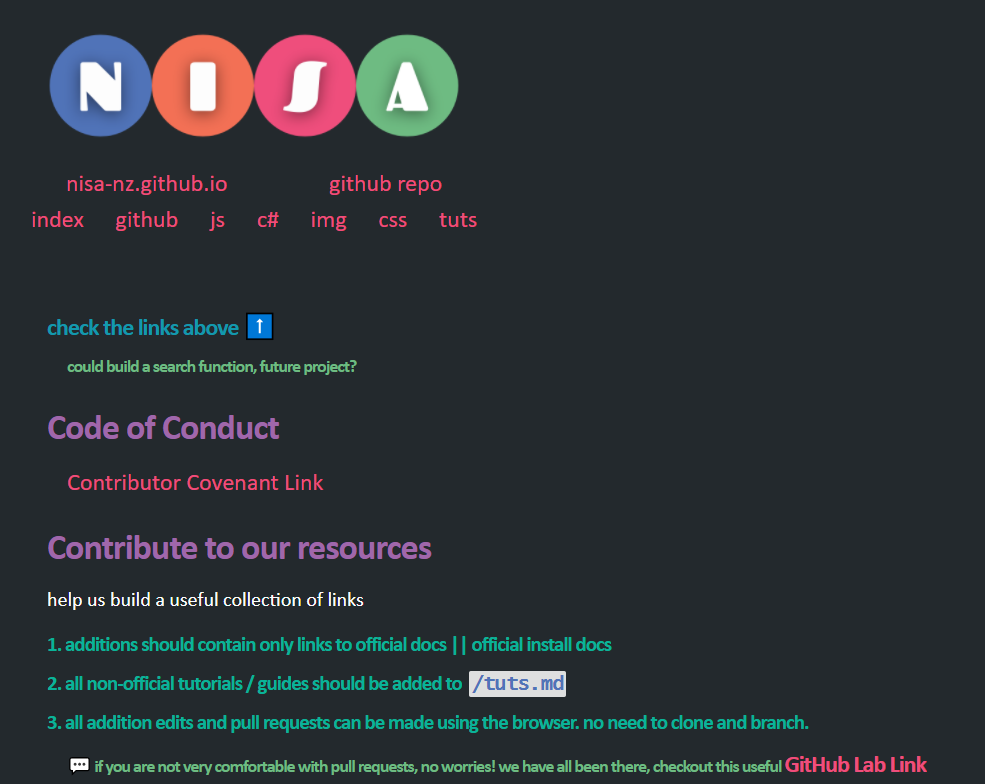 NISA
nisa-nz.github.io github repo
index github js c# img css tuts
check the links above ⬆️
could build a search function, future project?
Code of Conduct
Contributor Covenant Link
Contribute to our resources
help us build a useful collection of links
1. additions should contain only links to official docs || official install docs
2. all non-official tutorials / guides should be added to /tuts.md
3. all addition edits and pull requests can be made using the browser. no need to clone and branch.
💬 if you are not very comfortable with pull requests, no worries! we have all been there, checkout this useful GitHub Lab Link